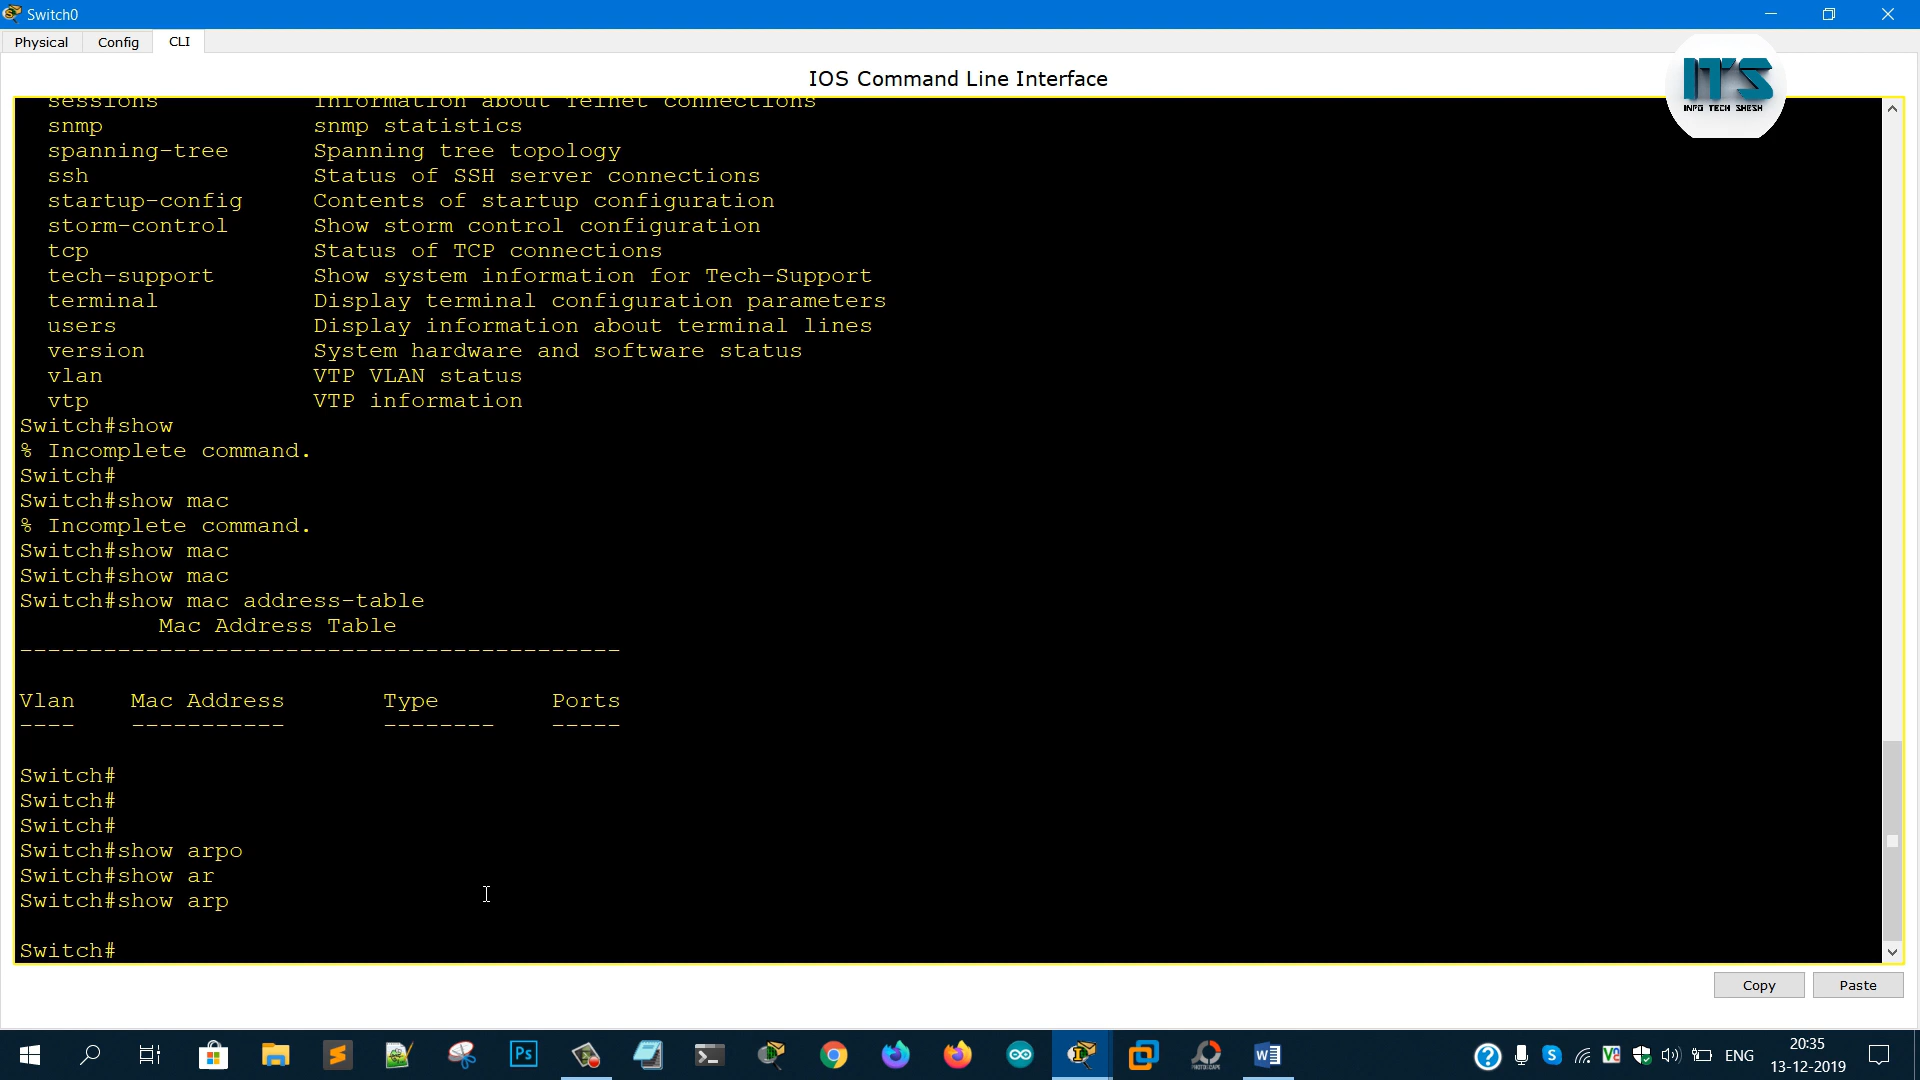 Switch0
Physical Config CLI
IOS Command Line Interface
IT'S
INFO TECH SHESH
sessions Information about Telnet connections
snmp snmp statistics
spanning-tree Spanning tree topology
ssh Status of SSH server connections
startup-config Contents of startup configuration
storm-control Show storm control configuration
tcp Status of TCP connections
tech-support Show system information for Tech-Support
terminal Display terminal configuration parameters
users Display information about terminal lines
version System hardware and software status
vlan VTP VLAN status
vtp VTP information
Switch#show
% Incomplete command.
Switch#
Switch#show mac
% Incomplete command.
Switch#show mac
Switch#show mac
Switch#show mac address-table
Mac Address Table
-------------------------------------------
Vlan Mac Address Type Ports
---- ----------- -------- -----
Switch#
Switch#
Switch#
Switch#show arpo
Switch#show ar
Switch#show arp
Switch#
Copy Paste
Ps
ENG
20:35
13-12-2019